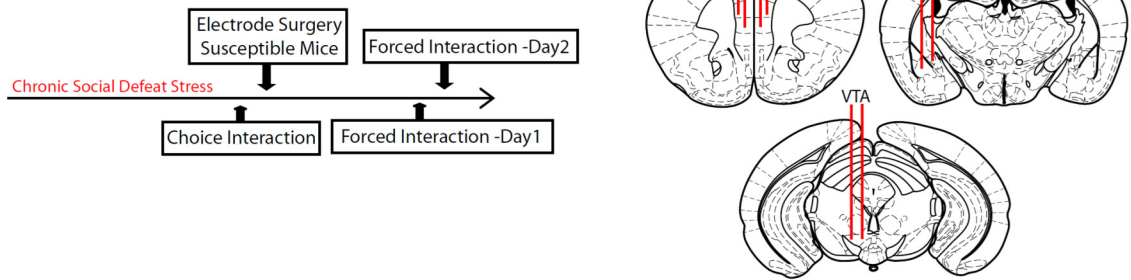 Electrode Surgery
Susceptible Mice
Forced Interaction -Day2
Chronic Social Defeat Stress
Choice Interaction
Forced Interaction -Day1
VTA